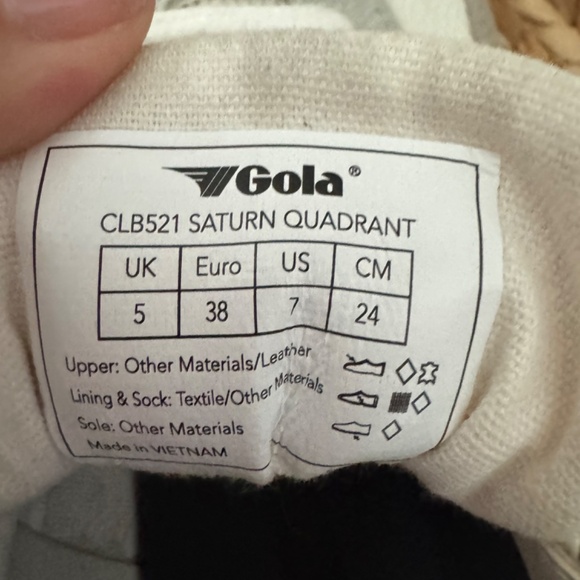 Gola®
CLB521 SATURN QUADRANT
UK Euro US CM
5 38 7 24
Upper: Other Materials/Leather
Lining & Sock: Textile/Other Materials
Sole: Other Materials
Made in VIETNAM